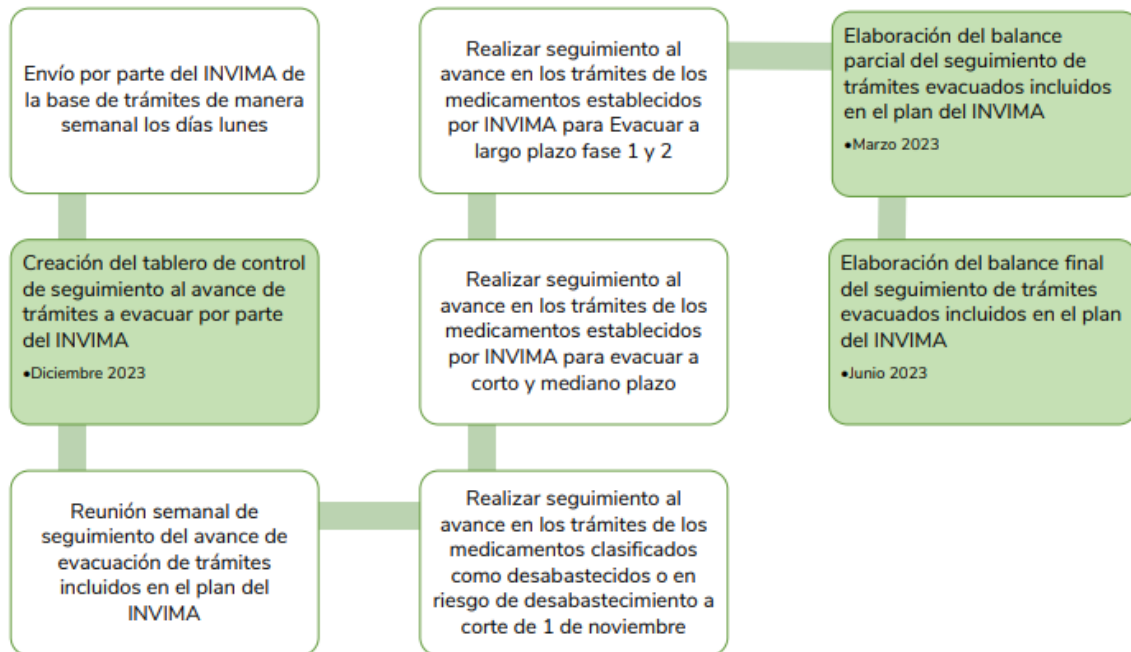 Envío por parte del INVIMA de
la base de trámites de manera
semanal los días lunes
Creación del tablero de control
de seguimiento al avance de
trámites a evacuar por parte
del INVIMA
•Diciembre 2023
Reunión semanal de
seguimiento del avance de
evacuación de trámites
incluidos en el plan del
INVIMA
Realizar seguimiento al
avance en los trámites de los
medicamentos clasificados
como desabastecidos o en
riesgo de desabastecimiento a
corte de 1 de noviembre
Realizar seguimiento al
avance en los trámites de los
medicamentos establecidos
por INVIMA para evacuar a
corto y mediano plazo
Realizar seguimiento al
avance en los trámites de los
medicamentos establecidos
por INVIMA para Evacuar a
largo plazo fase 1 y 2
Elaboración del balance
parcial del seguimiento de
trámites evacuados incluidos
en el plan del INVIMA
•Marzo 2023
Elaboración del balance final
del seguimiento de trámites
evacuados incluidos en el plan
del INVIMA
•Junio 2023